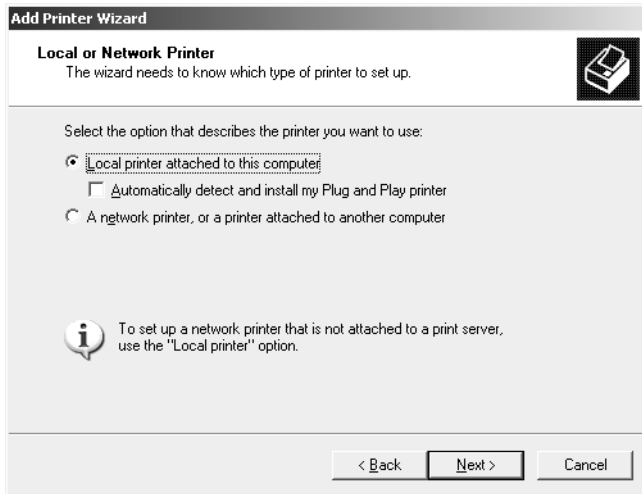 Add Printer Wizard
Local or Network Printer
The wizard needs to know which type of printer to set up.
Select the option that describes the printer you want to use:
Local printer attached to this computer
Automatically detect and install my Plug and Play printer
A network printer, or a printer attached to another computer
To set up a network printer that is not attached to a print server,
use the "Local printer" option.
< Back Next > Cancel